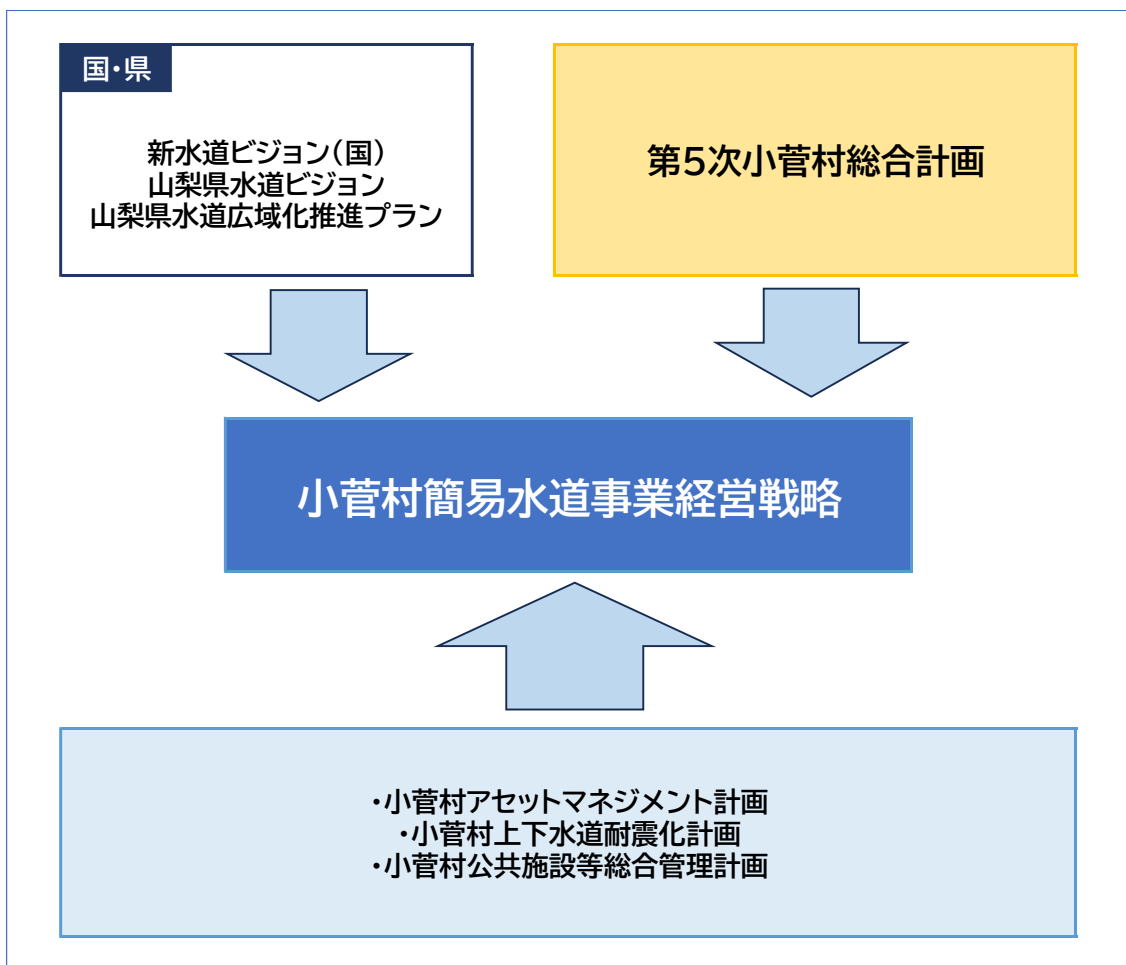 国・県
新水道ビジョン(国)
山梨県水道ビジョン
山梨県水道広域化推進プラン
第5次小菅村総合計画
小菅村簡易水道事業経営戦略
・小菅村アセットマネジメント計画
・小菅村上下水道耐震化計画
・小菅村公共施設等総合管理計画